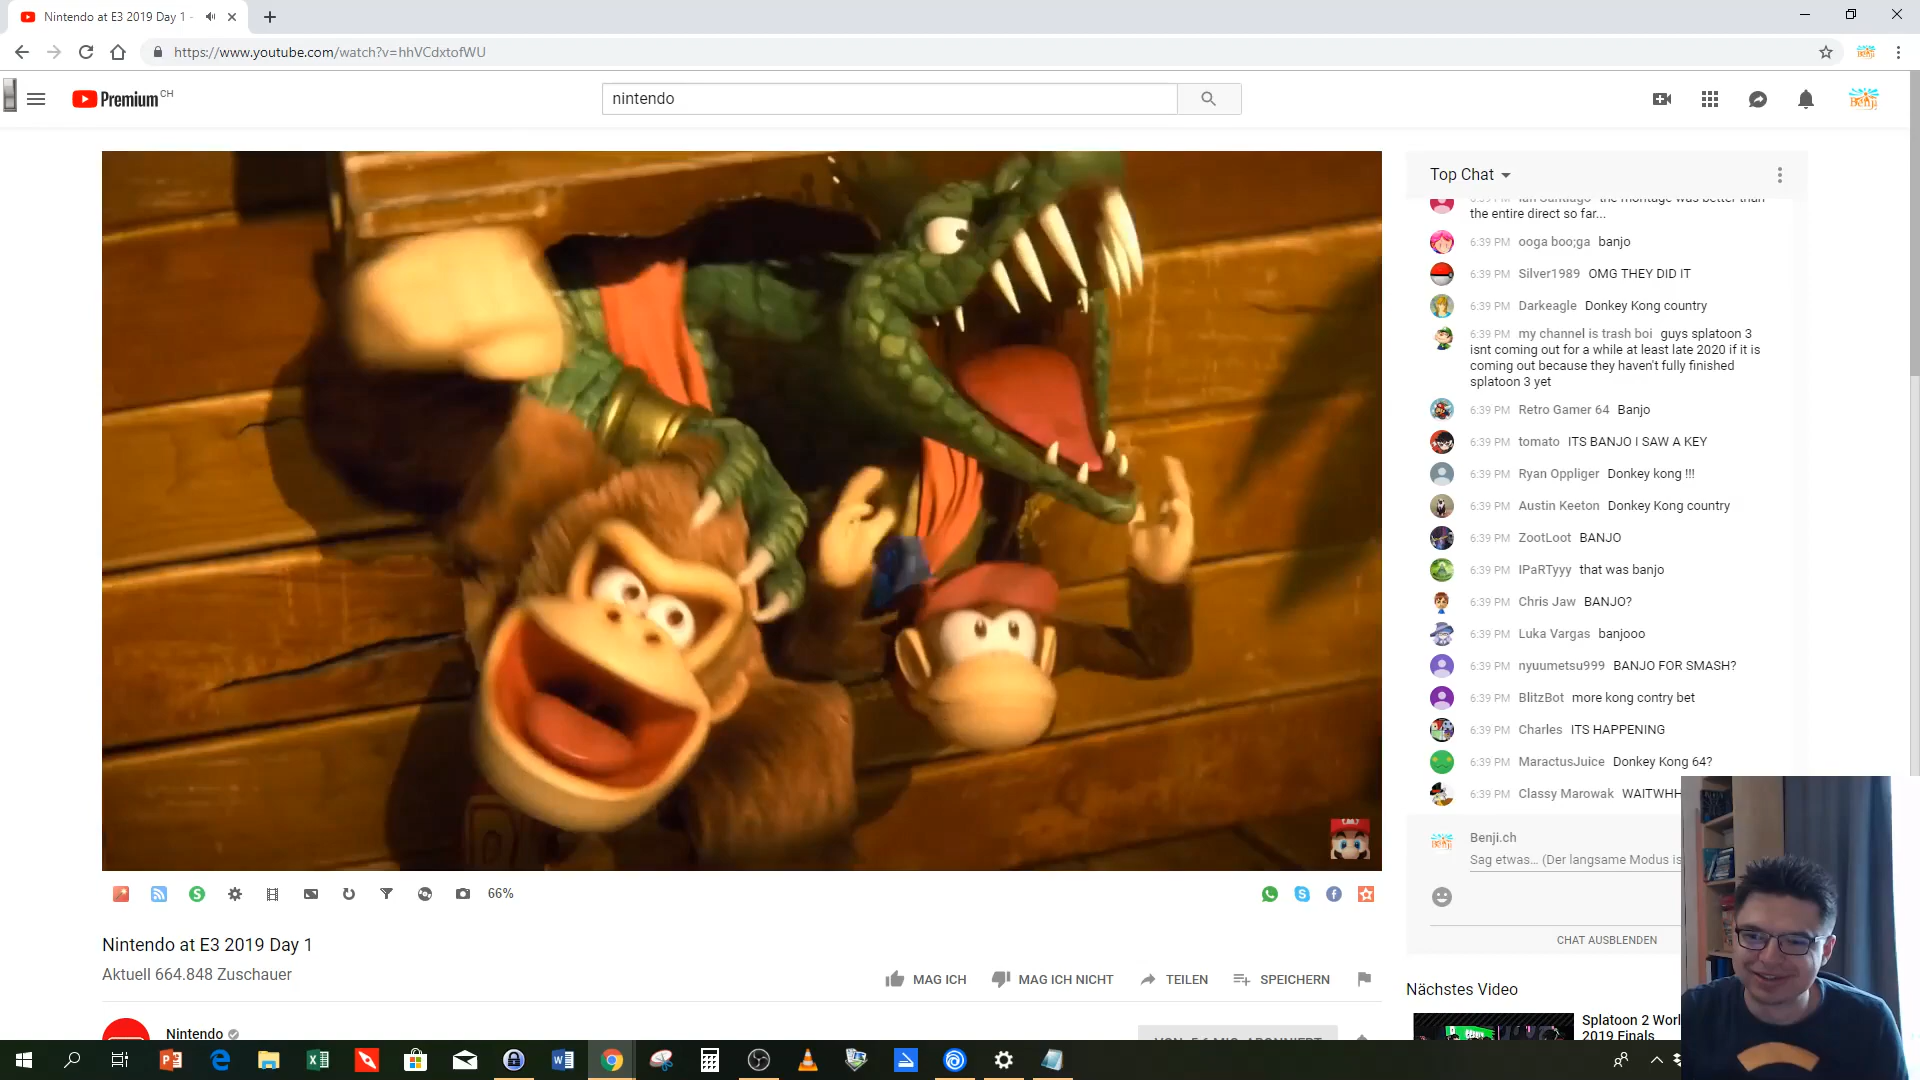 Nintendo at E3 2019 Day 1 -
https://www.youtube.com/watch?v=hhVCdxtofWU
Premium CH
nintendo
Top Chat
the montage was better than
the entire direct so far...
6:39 PM ooga boo;ga banjo
6:39 PM Silver1989 OMG THEY DID IT
6:39 PM Darkeagle Donkey Kong country
6:39 PM my channel is trash boi guys splatoon 3
isnt coming out for a while at least late 2020 if it is
coming out because they haven't fully finished
splatoon 3 yet
6:39 PM Retro Gamer 64 Banjo
6:39 PM tomato ITS BANJO I SAW A KEY
6:39 PM Ryan Oppliger Donkey kong !!!
6:39 PM Austin Keeton Donkey Kong country
6:39 PM ZootLoot BANJO
6:39 PM IPaRTyyy that was banjo
6:39 PM Chris Jaw BANJO?
6:39 PM Luka Vargas banjooo
6:39 PM nyuumetsu999 BANJO FOR SMASH?
6:39 PM BlitzBot more kong contry bet
6:39 PM Charles ITS HAPPENING
6:39 PM MaractusJuice Donkey Kong 64?
6:39 PM Classy Marowak WAITWHH
Benji.ch
Sag etwas... (Der langsame Modus is
CHAT AUSBLENDEN
66%
Nintendo at E3 2019 Day 1
Aktuell 664.848 Zuschauer
MAG ICH
MAG ICH NICHT
TEILEN
SPEICHERN
Nintendo
Nächstes Video
Splatoon 2 Worl
2019 Finals